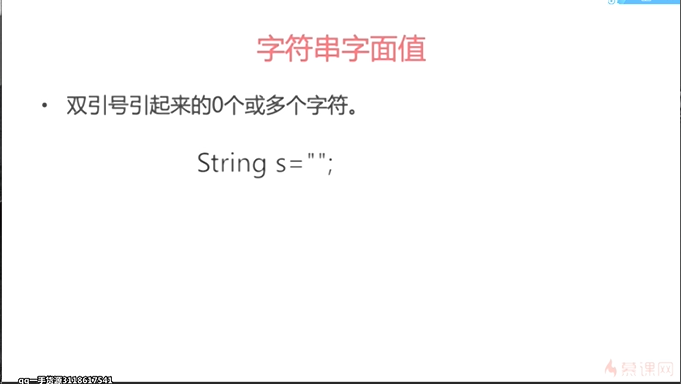 字符串字面值
• 双引号引起来的0个或多个字符。
String s="";
慕课网
qq一手货源3118617541